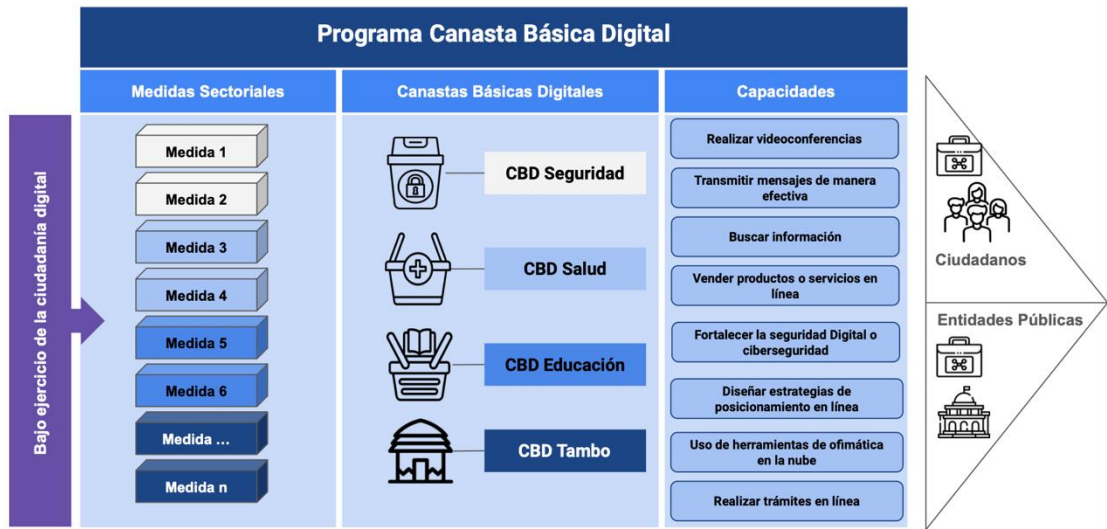 Programa Canasta Básica Digital
Medidas Sectoriales
Canastas Básicas Digitales
Capacidades
Bajo ejercicio de la ciudadanía digital
Medida 1
Medida 2
Medida 3
Medida 4
Medida 5
Medida 6
Medida ...
Medida n
CBD Seguridad
CBD Salud
CBD Educación
CBD Tambo
Realizar videoconferencias
Transmitir mensajes de manera
efectiva
Buscar información
Vender productos o servicios en
línea
Fortalecer la seguridad Digital o
ciberseguridad
Diseñar estrategias de
posicionamiento en línea
Uso de herramientas de ofimática
en la nube
Realizar trámites en línea
Ciudadanos
Entidades Públicas